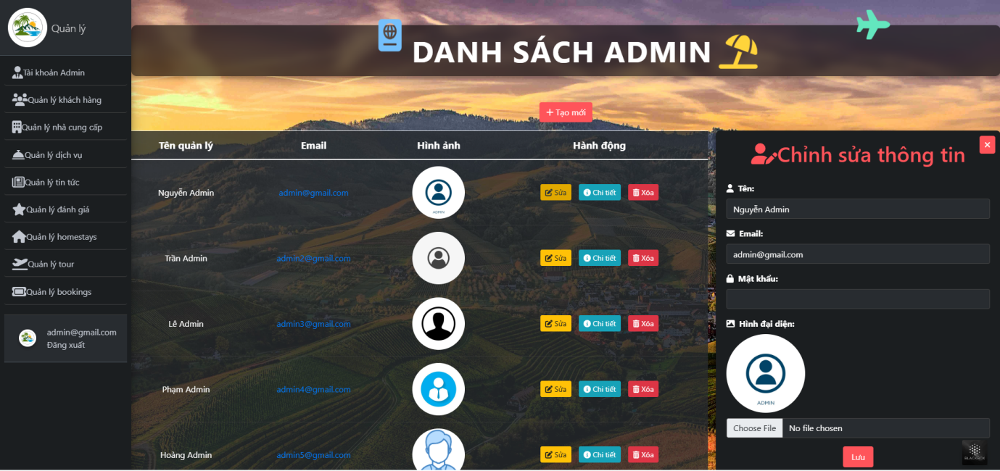 Quản lý
DANH SÁCH ADMIN
Tài khoản Admin
Quản lý khách hàng
Quản lý nhà cung cấp
Quản lý dịch vụ
Quản lý tin tức
Quản lý đánh giá
Quản lý homestays
Quản lý tour
Quản lý bookings
admin@gmail.com
Đăng xuất
+ Tạo mới
Tên quản lý Email Hình ảnh Hành động
Nguyễn Admin admin@gmail.com ADMIN Sửa Chi tiết Xóa
Trần Admin admin2@gmail.com Sửa Chi tiết Xóa
Lê Admin admin3@gmail.com Sửa Chi tiết Xóa
Phạm Admin admin4@gmail.com Sửa Chi tiết Xóa
Hoàng Admin admin5@gmail.com Sửa Chi tiết Xóa
Chỉnh sửa thông tin
Tên:
Nguyễn Admin
Email:
admin@gmail.com
Mật khẩu:
Hình đại diện:
ADMIN
Choose File No file chosen
Lưu
BLACKBOX